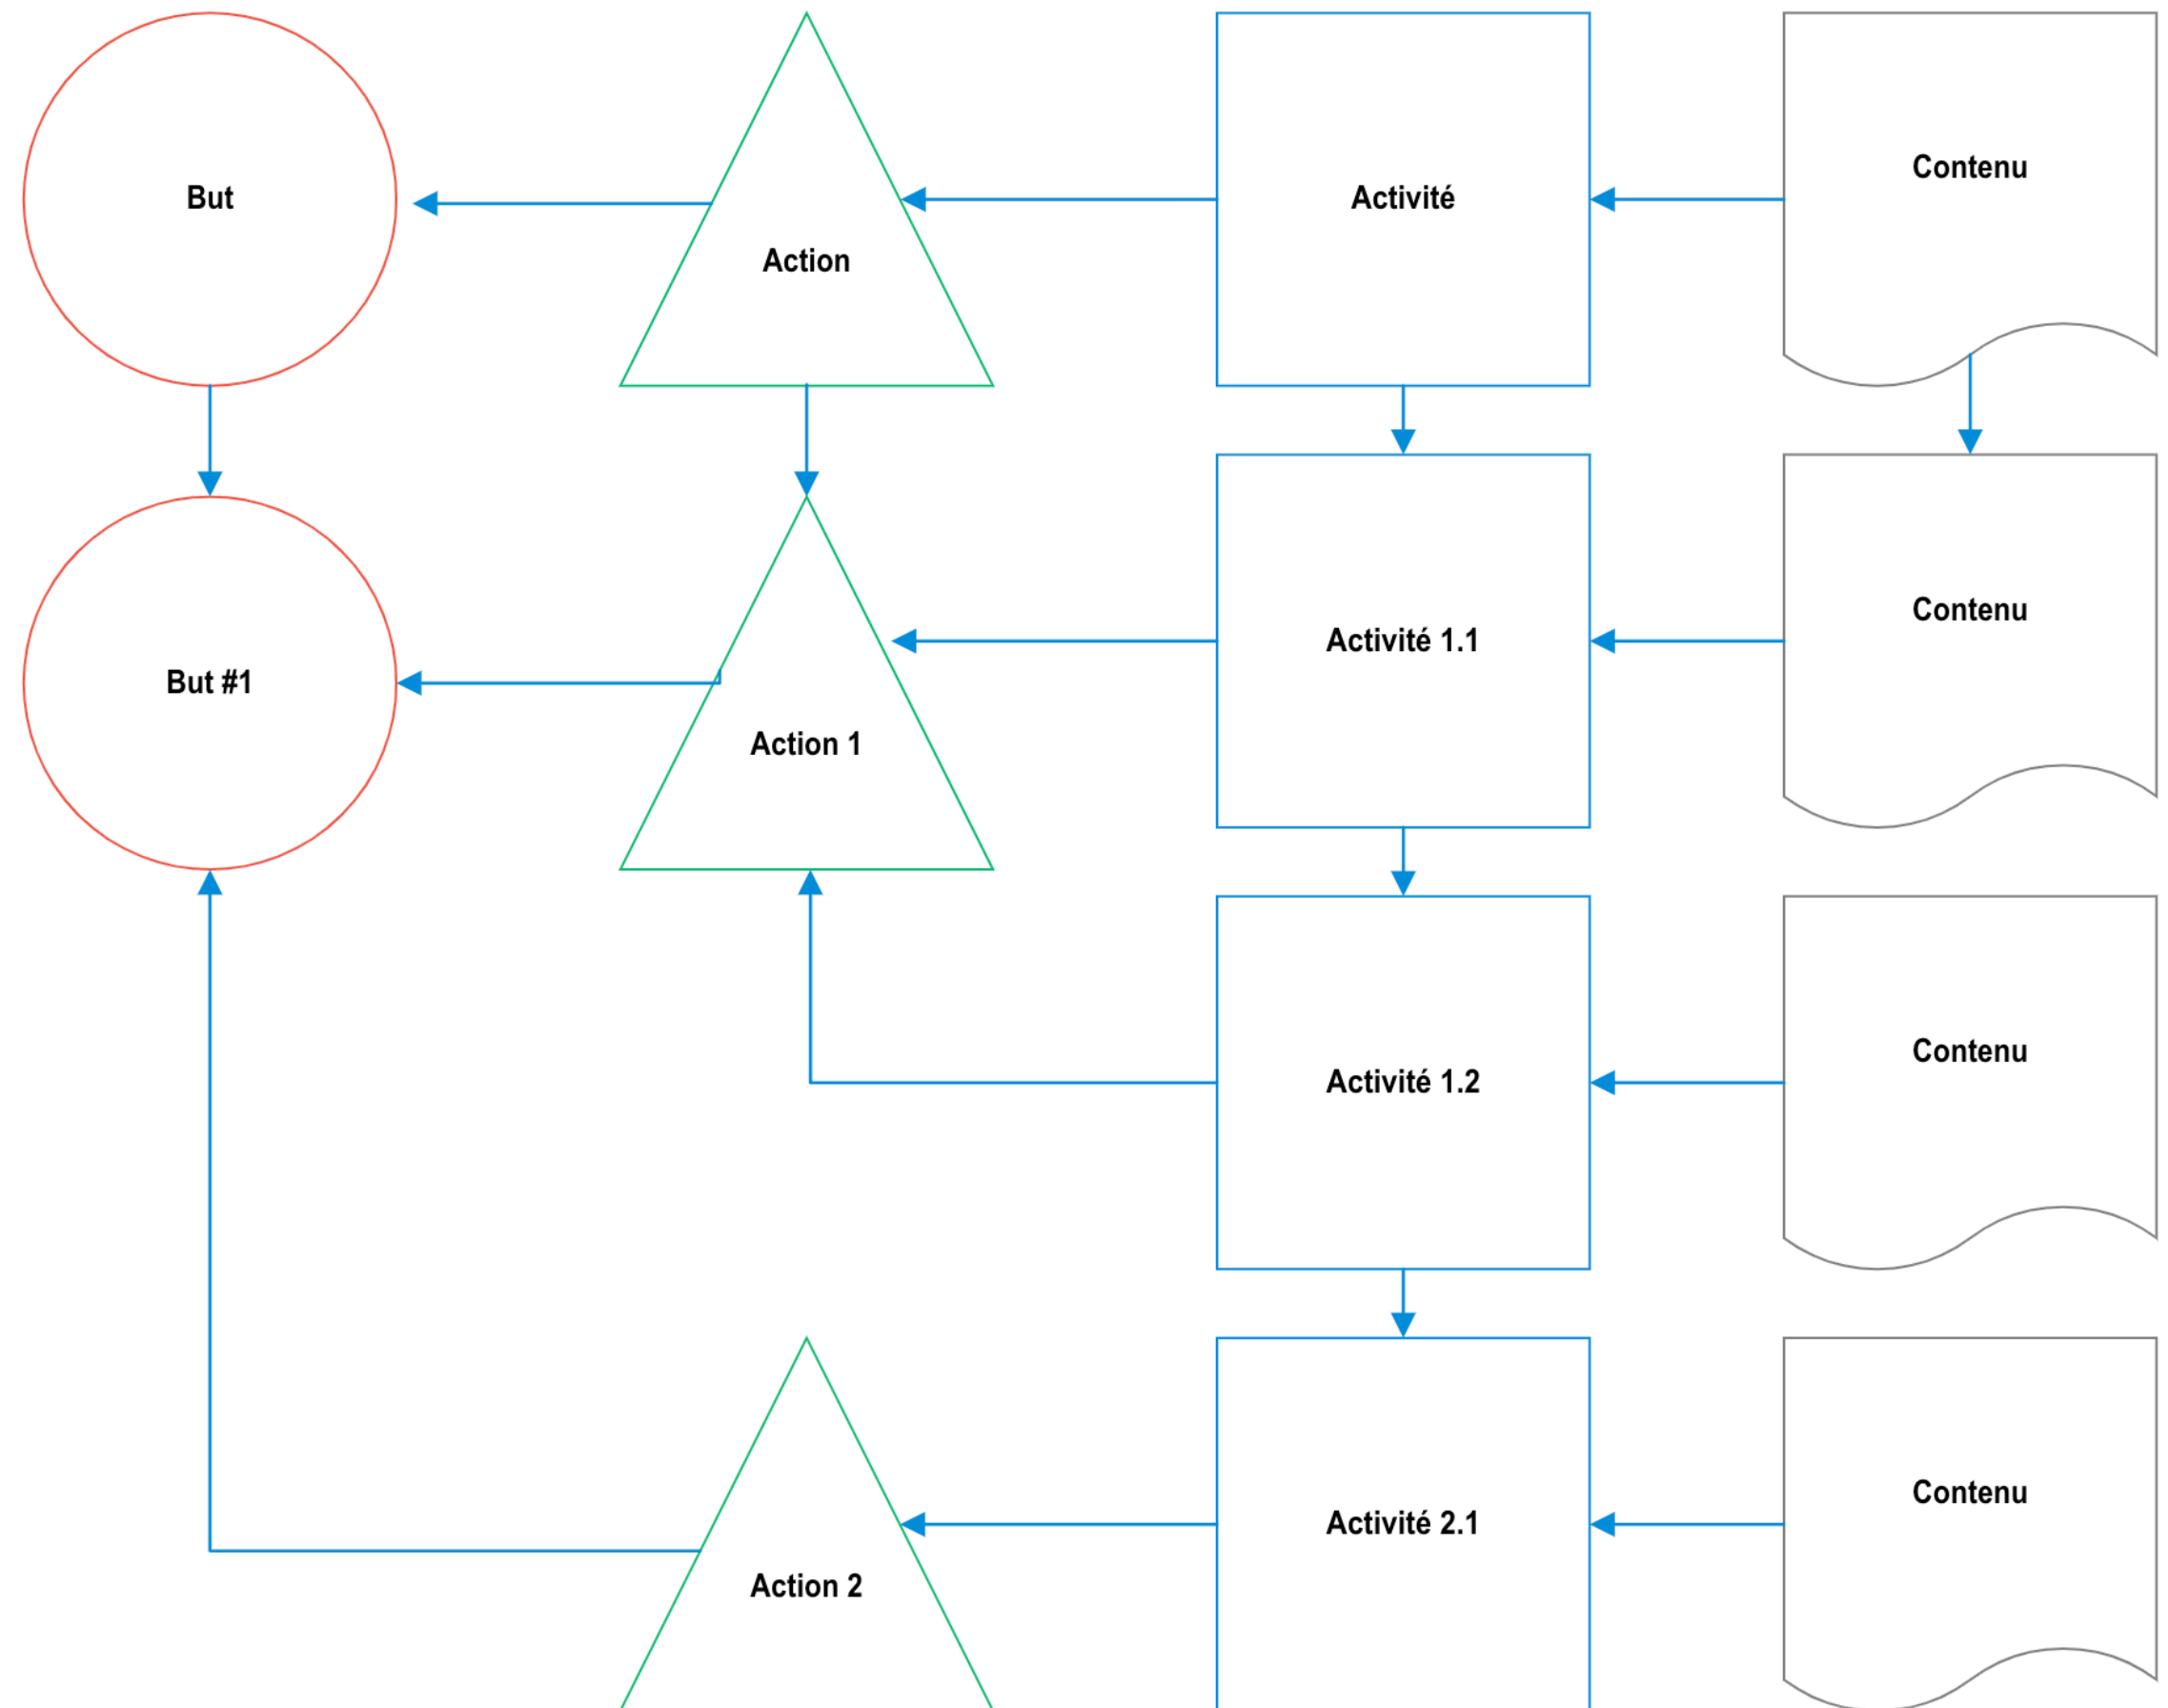 But
Action
Activité
Contenu
But #1
Action 1
Activité 1.1
Contenu
Activité 1.2
Contenu
Action 2
Activité 2.1
Contenu